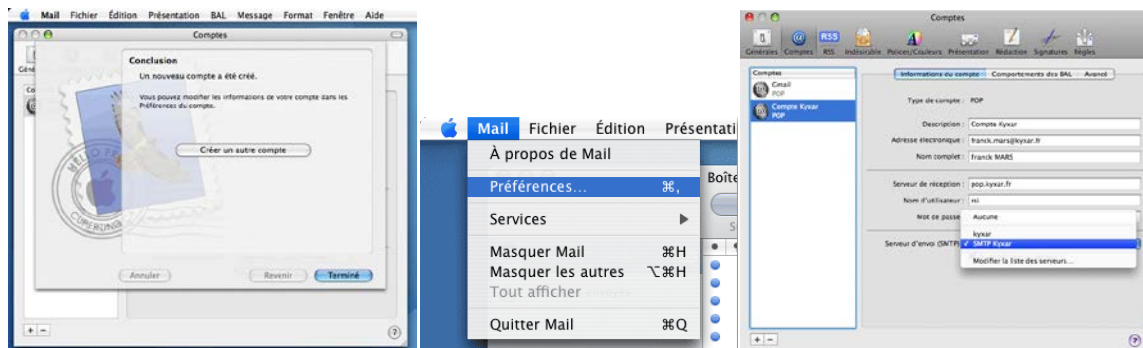 Mail Fichier Édition Présentation BAL Message Format Fenêtre Aide
Comptes
Conclusion
Un nouveau compte a été créé.
Vous pouvez modifier les informations de votre compte dans les
Préférences du compte.
Créer un autre compte
HELLO FR
CUPERTINO
Annuler
Revenir
Terminé
+ -
?
Mail Fichier Édition Présentati
À propos de Mail
Préférences... ⌘,
Boîte
Services
Masquer Mail ⌘H
Masquer les autres ⌥⌘H
Tout afficher
Quitter Mail ⌘Q
Comptes
Générales Comptes RSS Indésirable Polices/Couleurs Présentation Rédaction Signatures Règles
Comptes
Gmail
POP
Compte Kyxar
POP
Informations du compte Comportements des BAL Avancé
Type de compte : POP
Description : Compte Kyxar
Adresse électronique : franck.mars@kyxar.fr
Nom complet : Franck MARS
Serveur de réception : pop.kyxar.fr
Nom d'utilisateur :
Mot de passe
Aucune
kyxar
Serveur d'envoi (SMTP) ✓ SMTP Kyxar
Modifier la liste des serveurs...
+ -
?